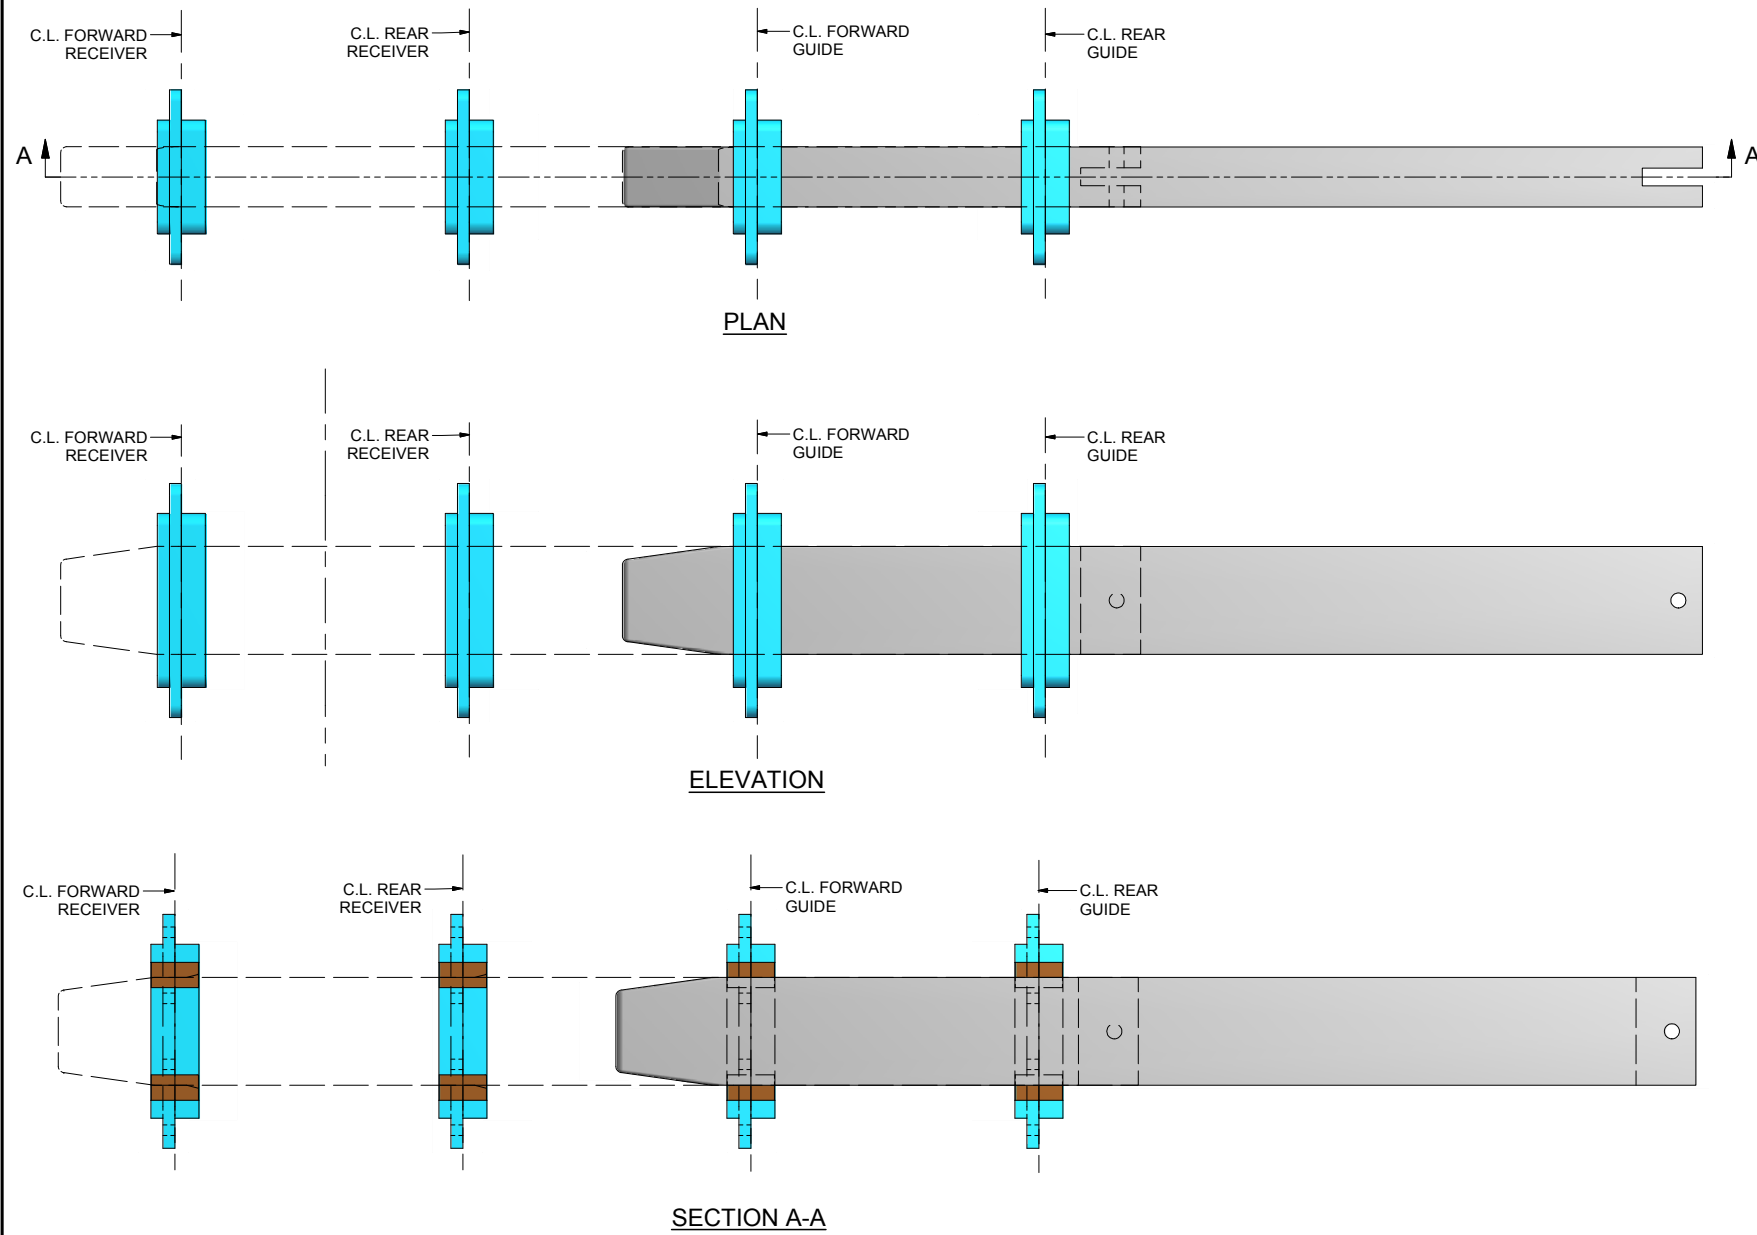 C.L. FORWARD
RECEIVER
C.L. REAR
RECEIVER
C.L. FORWARD
GUIDE
C.L. REAR
GUIDE
A
A
PLAN
C.L. FORWARD
RECEIVER
C.L. REAR
RECEIVER
C.L. FORWARD
GUIDE
C.L. REAR
GUIDE
ELEVATION
C.L. FORWARD
RECEIVER
C.L. REAR
RECEIVER
C.L. FORWARD
GUIDE
C.L. REAR
GUIDE
SECTION A-A